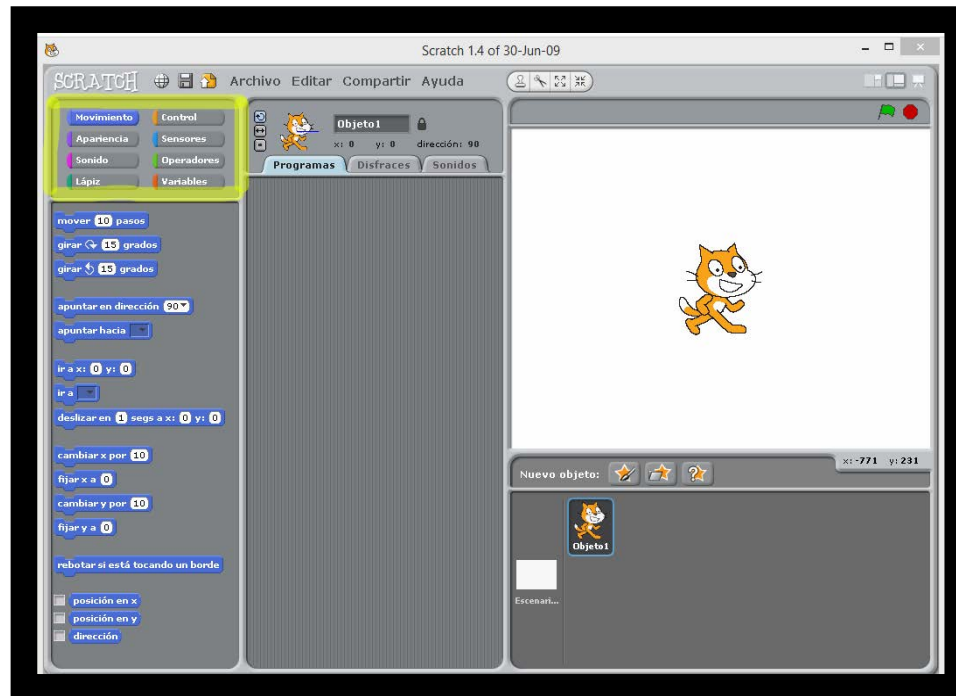 Scratch 1.4 of 30-Jun-09
SCRATCH Archivo Editar Compartir Ayuda
Movimiento Control
Apariencia Sensores
Sonido Operadores
Lápiz Variables
mover 10 pasos
girar 15 grados
girar 15 grados
apuntar en dirección 90
apuntar hacia
ir a x: 0 y: 0
ir a
deslizar en 1 segs a x: 0 y: 0
cambiar x por 10
fijar x a 0
cambiar y por 10
fijar y a 0
rebotar si está tocando un borde
posición en x
posición en y
dirección
Objeto1
x: 0 y: 0 dirección: 90
Programas Disfraces Sonidos
x: -771 y: 231
Nuevo objeto:
Objeto1
Escenari...